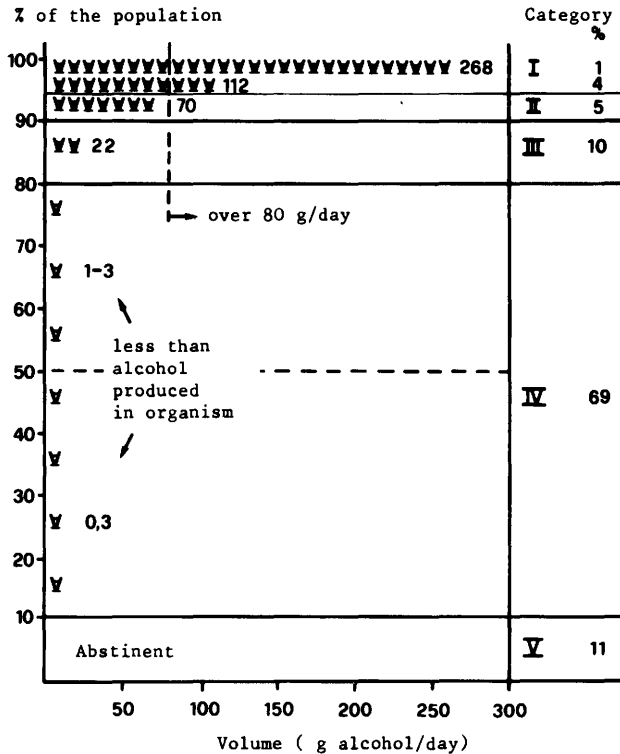 % of the population
Category
%
100 268 I 1
112 4
70 II 5
90
22 III 10
80
over 80 g/day
70
1-3
60
less than
alcohol
50
produced
in organism
IV 69
40
30
0,3
20
10
Abstinent V 11
50 100 150 200 250 300
Volume ( g alcohol/day)